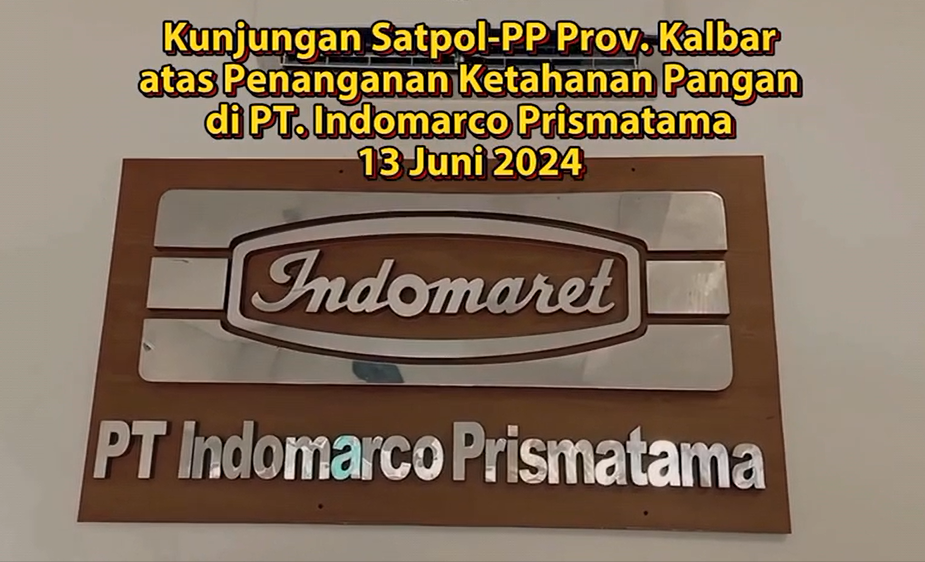 Kunjungan Satpol-PP Prov. Kalbar
atas Penanganan Ketahanan Pangan
di PT. Indomarco Prismatama
13 Juni 2024
Indomaret
PT Indomarco Prismatama